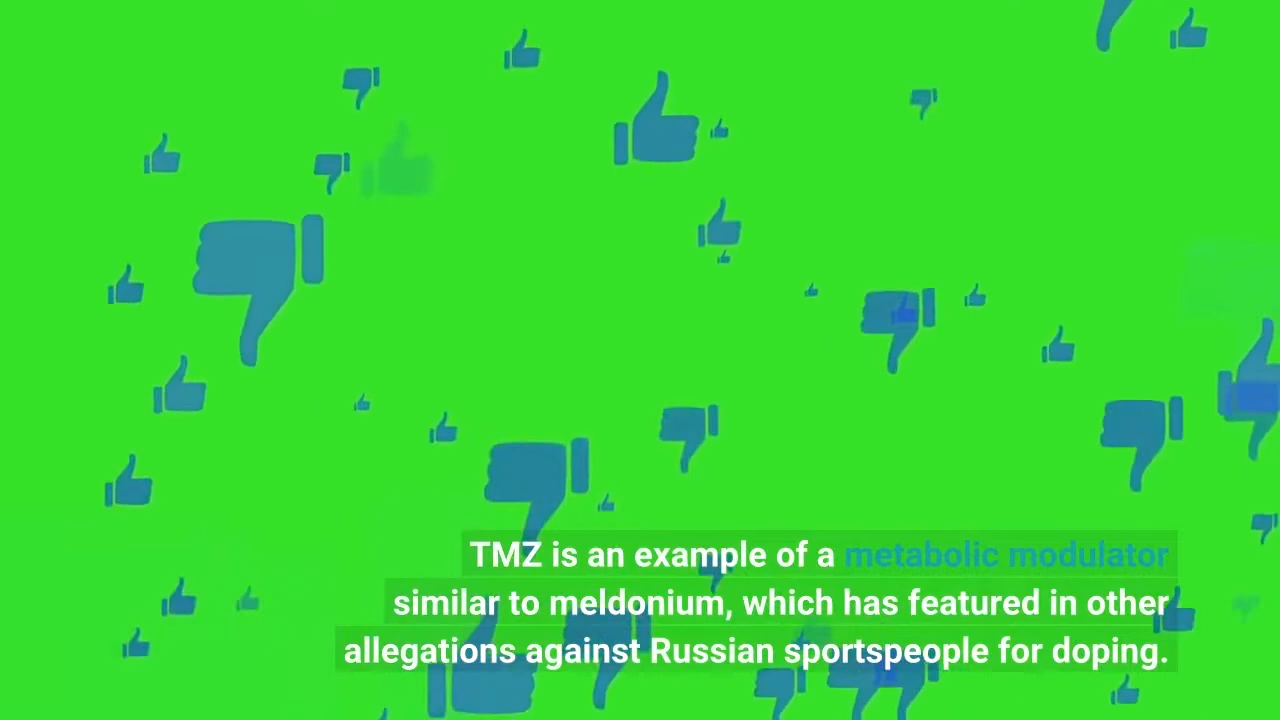 TMZ is an example of a metabolic modulator
similar to meldonium, which has featured in other
allegations against Russian sportspeople for doping.